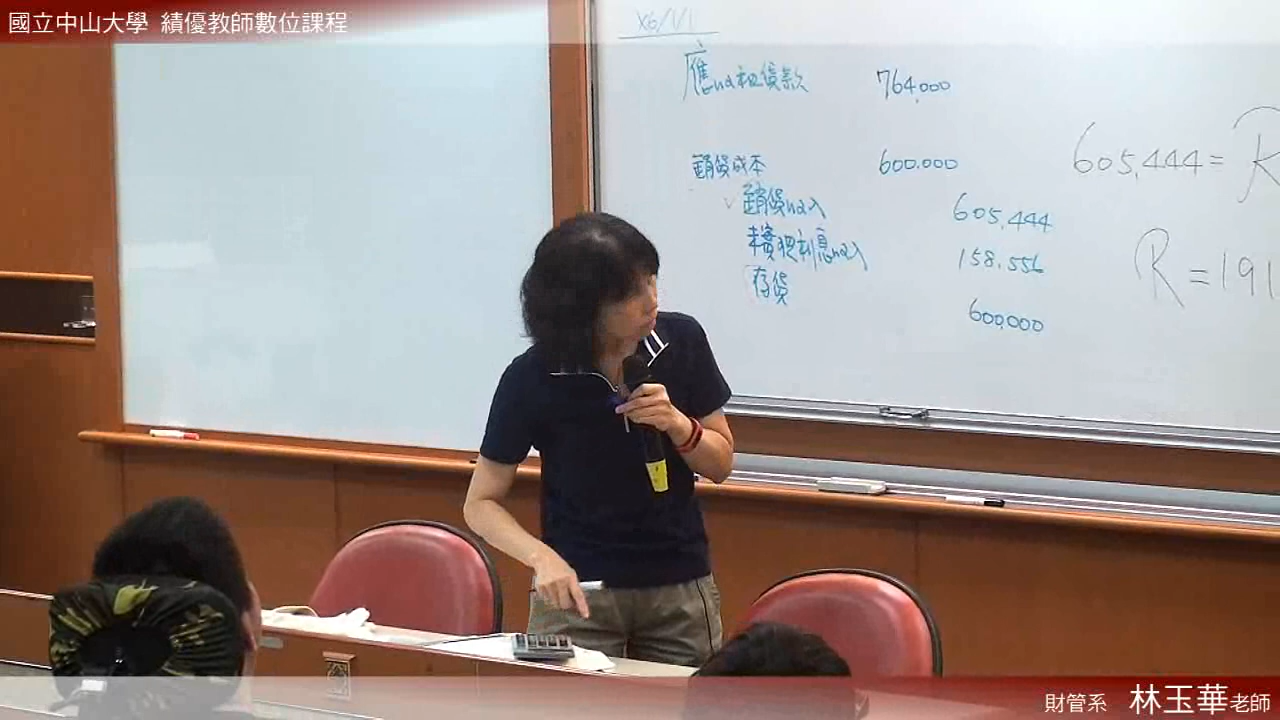 國立中山大學 績優教師數位課程
X6/1/1
應收租賃款 764,000
605,444 = R
銷貨成本 600,000
銷貨收入 605,444
未實現利息收入 158,556
R = 191
存貨 600,000
財管系 林玉華老師